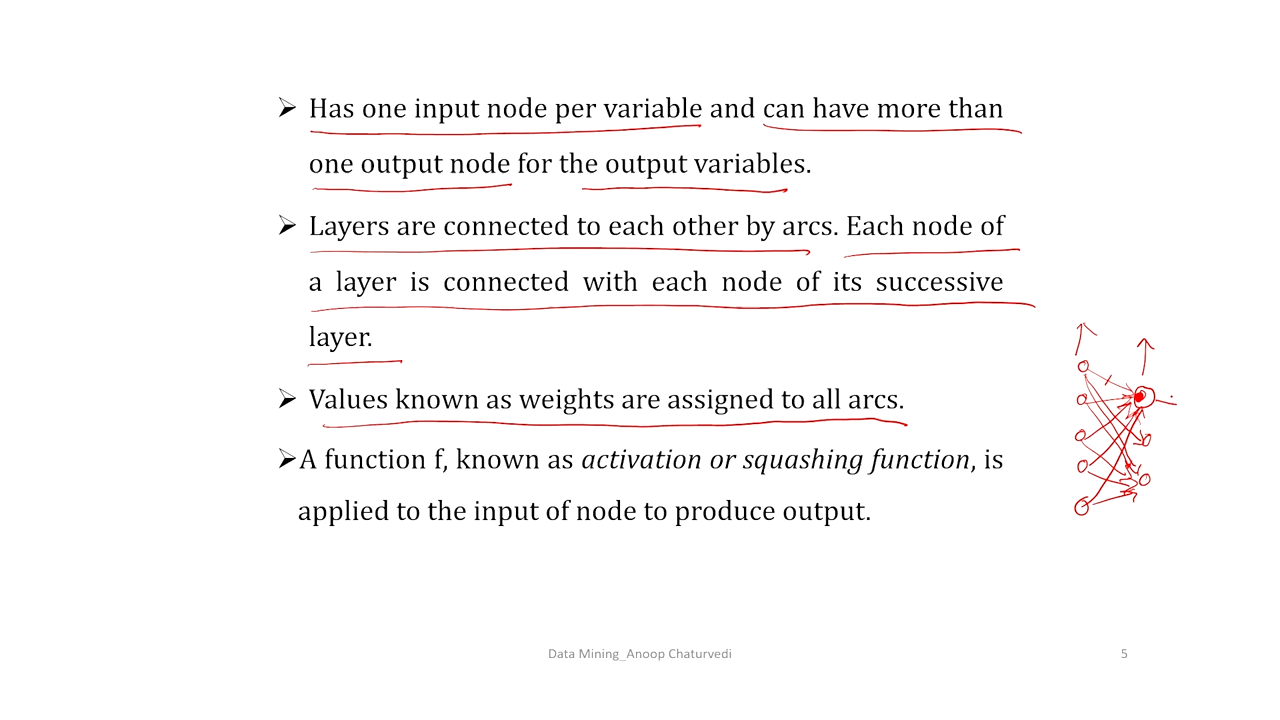 ➢ Has one input node per variable and can have more than
one output node for the output variables.
➢ Layers are connected to each other by arcs. Each node of
a layer is connected with each node of its successive
layer.
➢ Values known as weights are assigned to all arcs.
➢A function f, known as activation or squashing function, is
applied to the input of node to produce output.
Data Mining_Anoop Chaturvedi
5